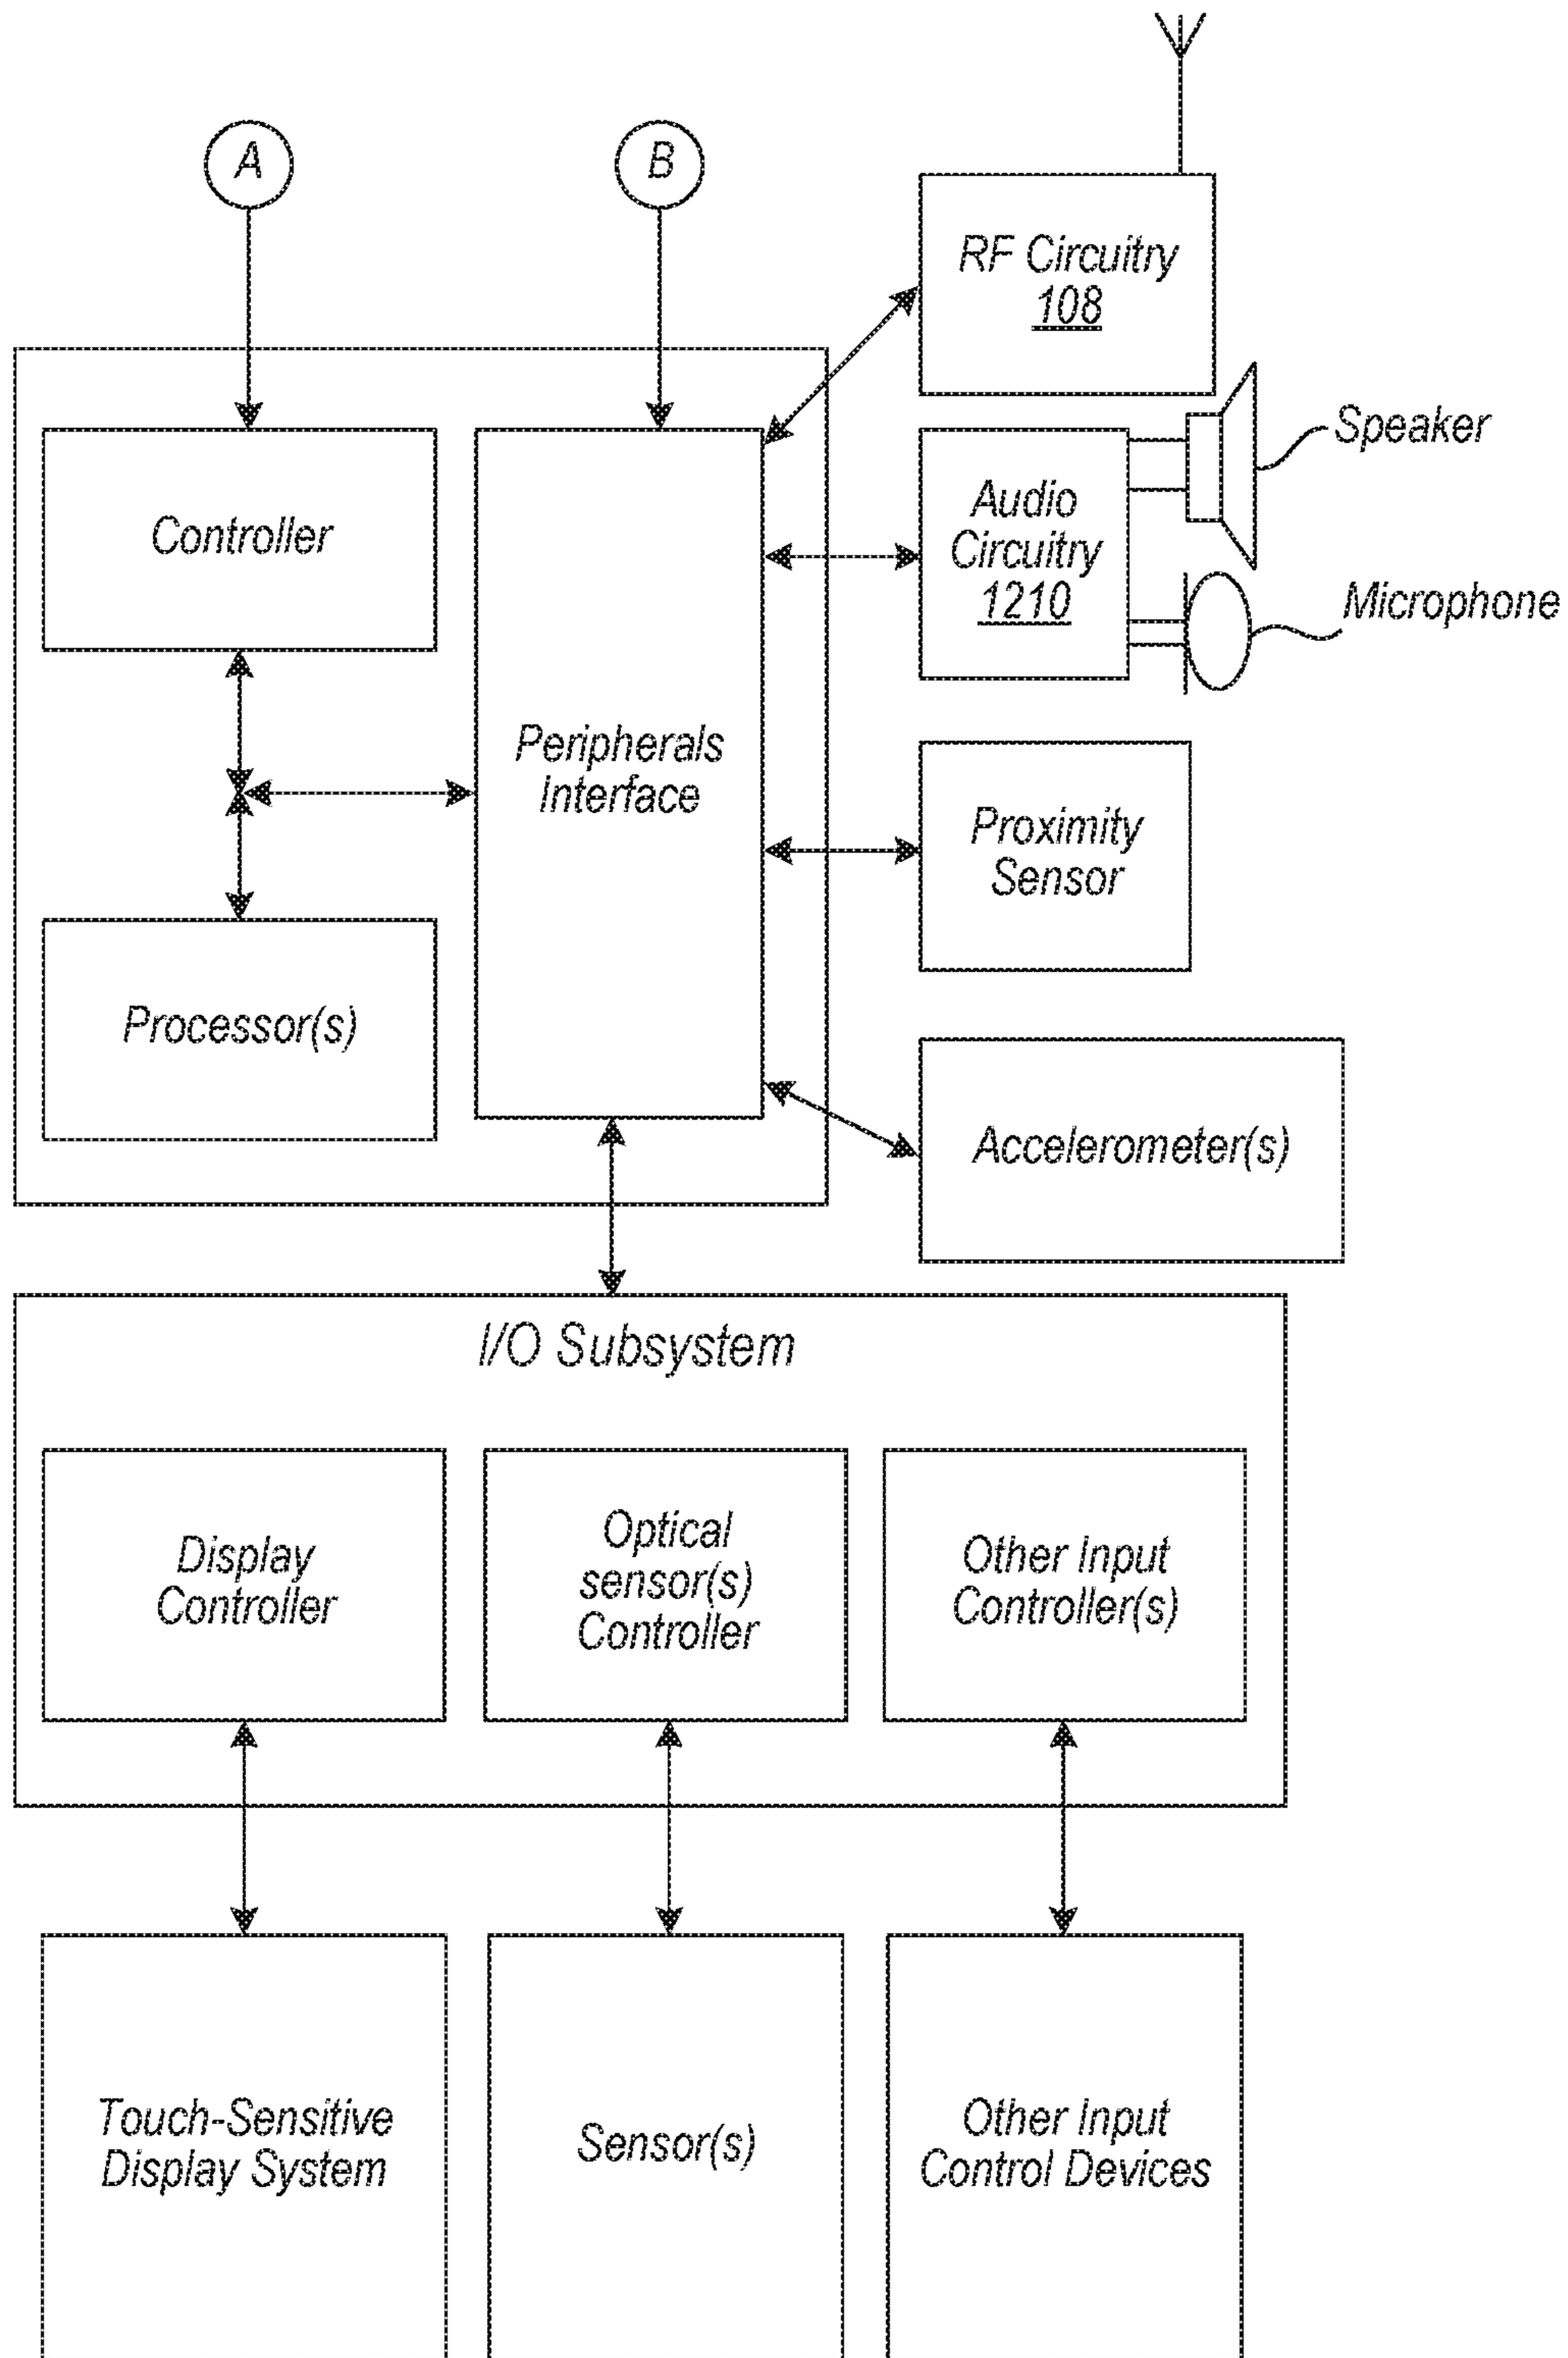 A
B
RF Circuitry
108
Speaker
Controller
Audio
Circuitry
1210
Microphone
Peripherals
Interface
Proximity
Sensor
Processor(s)
Accelerometer(s)
I/O Subsystem
Display
Controller
Optical
sensor(s)
Controller
Other Input
Controller(s)
Touch-Sensitive
Display System
Sensor(s)
Other Input
Control Devices